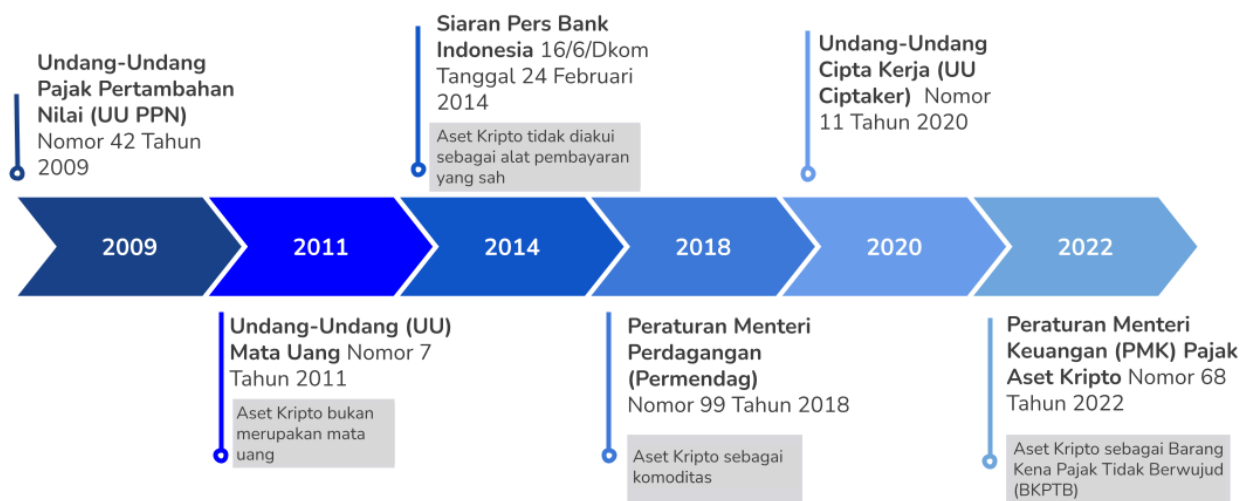 Undang-Undang
Pajak Pertambahan
Nilai (UU PPN)
Nomor 42 Tahun
2009
Siaran Pers Bank
Indonesia 16/6/Dkom
Tanggal 24 Februari
2014
Aset Kripto tidak diakui
sebagai alat pembayaran
yang sah
Undang-Undang
Cipta Kerja (UU
Ciptaker) Nomor
11 Tahun 2020
2009
2011
2014
2018
2020
2022
Undang-Undang (UU)
Mata Uang Nomor 7
Tahun 2011
Aset Kripto bukan
merupakan mata
uang
Peraturan Menteri
Perdagangan
(Permendag)
Nomor 99 Tahun 2018
Aset Kripto sebagai
komoditas
Peraturan Menteri
Keuangan (PMK) Pajak
Aset Kripto Nomor 68
Tahun 2022
Aset Kripto sebagai Barang
Kena Pajak Tidak Berwujud
(BKPTB)